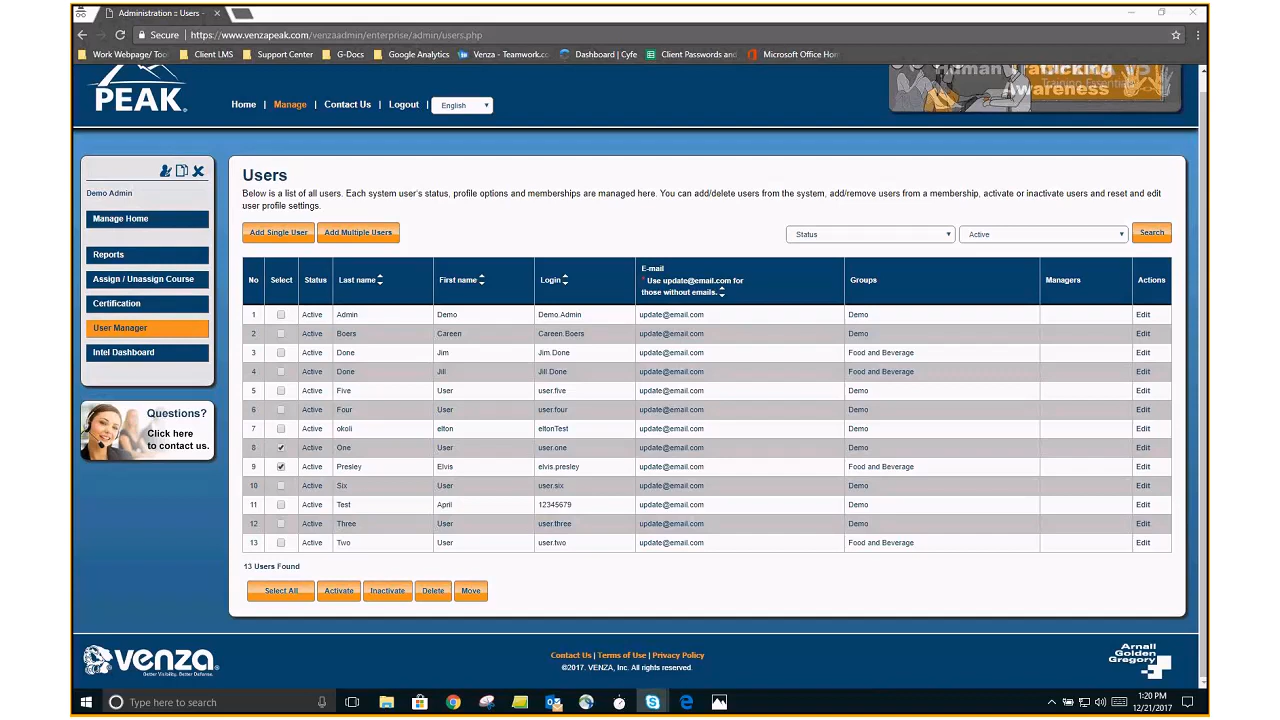 Administration :: Users -
Secure | https://www.venzapeak.com/venzaadmin/enterprise/admin/users.php
Work Webpage/Too Client LMS Support Center G-Docs Google Analytics Venza - Teamwork.co Dashboard | Cyfe Client Passwords and Microsoft Office Hom
Human Trafficking V5
Training Essentials
Awareness
PEAK
Home | Manage | Contact Us | Logout | English
Demo Admin
Manage Home
Reports
Assign / Unassign Course
Certification
User Manager
Intel Dashboard
Questions?
Click here
to contact us.
Users
Below is a list of all users. Each system user's status, profile options and memberships are managed here. You can add/delete users from the system, add/remove users from a membership, activate or inactivate users and reset and edit
user profile settings.
Add Single User Add Multiple Users Status Active Search
No Select Status Last name First name Login E-mail * Use update@email.com for those without emails. Groups Managers Actions
1 Active Admin Demo Demo.Admin update@email.com Demo Edit
2 Active Boers Careen Careen.Boers update@email.com Demo Edit
3 Active Done Jim Jim.Done update@email.com Food and Beverage Edit
4 Active Done Jill Jill.Done update@email.com Food and Beverage Edit
5 Active Five User user.five update@email.com Demo Edit
6 Active Four User user.four update@email.com Demo Edit
7 Active okoli elton eltonTest update@email.com Demo Edit
8 Active One User user.one update@email.com Demo Edit
9 Active Presley Elvis elvis.presley update@email.com Food and Beverage Edit
10 Active Six User user.six update@email.com Demo Edit
11 Active Test April 12345679 update@email.com Demo Edit
12 Active Three User user.three update@email.com Demo Edit
13 Active Two User user.two update@email.com Food and Beverage Edit
13 Users Found
Select All Activate Inactivate Delete Move
VENZA
Better Visibility. Better Defense.
Contact Us | Terms of Use | Privacy Policy
©2017. VENZA, Inc. All rights reserved.
Arnall
Golden
Gregory
Type here to search
1:20 PM
12/21/2017